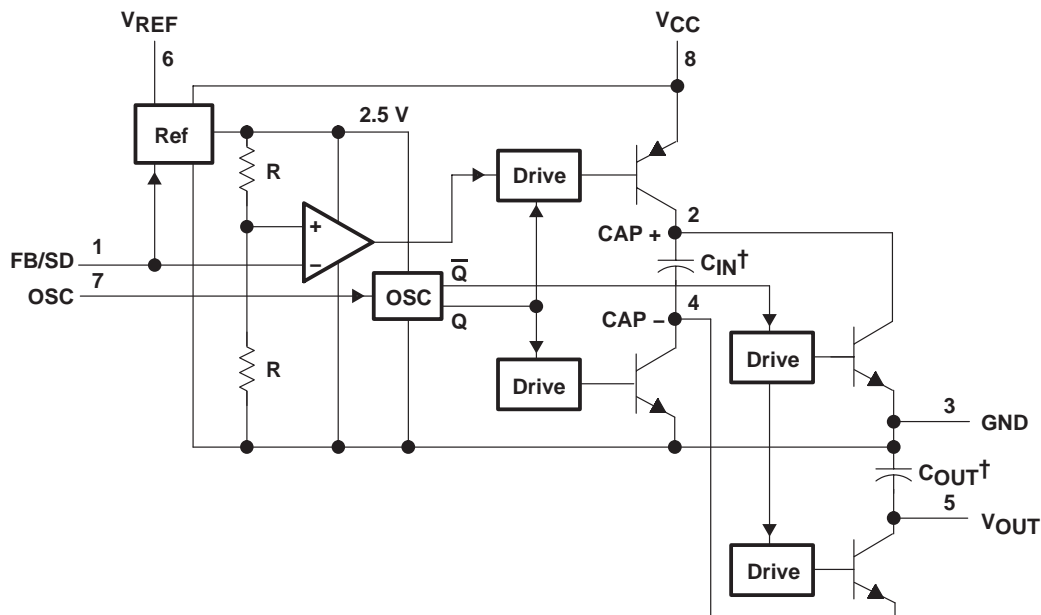 VREF
6
VCC
8
2.5 V
Ref
R
Drive
2
CAP +
CIN†
1
FB/SD
7
OSC
+
−
OSC
Q̅
Q
4
CAP −
R
Drive
Drive
3
GND
COUT†
5
VOUT
Drive